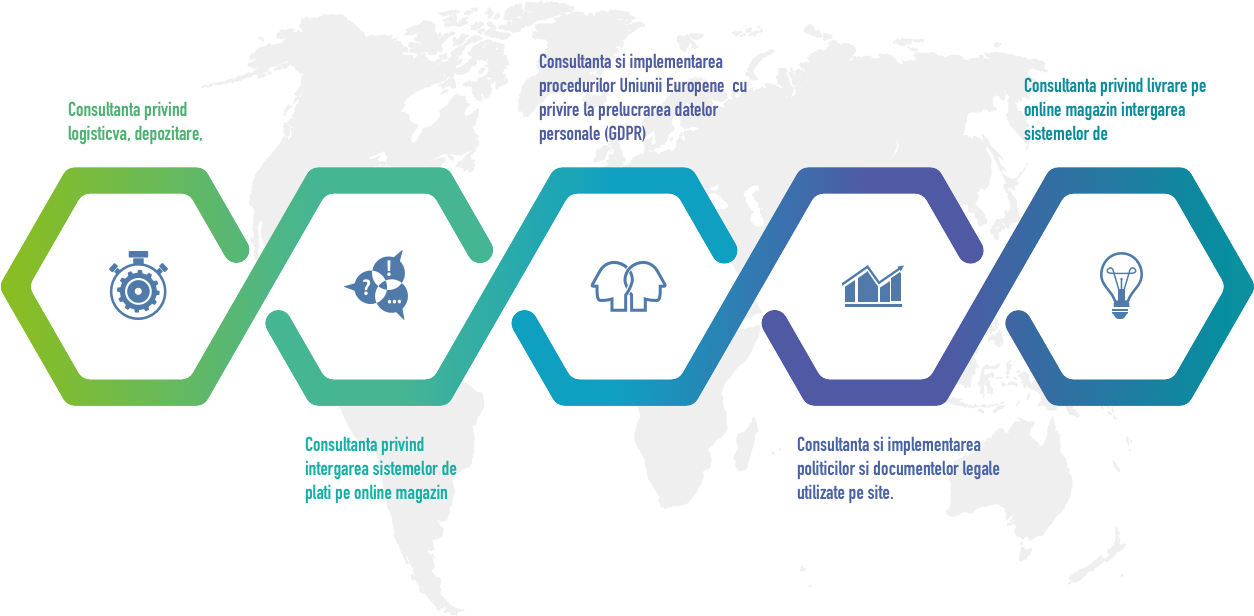 Consultanta privind
logisticva, depozitare,
Consultanta privind
intergarea sistemelor de
plati pe online magazin
Consultanta si implementarea
procedurilor Uniunii Europene cu
privire la prelucrarea datelor
personale (GDPR)
Consultanta si implementarea
politicilor si documentelor legale
utilizate pe site.
Consultanta privind livrare pe
online magazin intergarea
sistemelor de